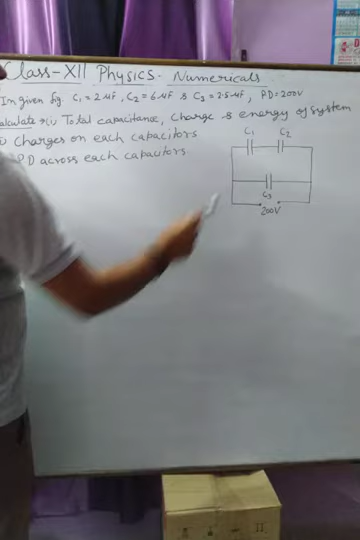 Class-XII Physics. Numericals
In given fig. C₁ = 2 μF, C₂ = 6 μF & C₃ = 2.5 μF, PD = 200V
alculate → (i) Total capacitance, Charge & energy of system
) Charges on each capacitors
PD across each capacitors.
C₁ C₂
C₃
200V